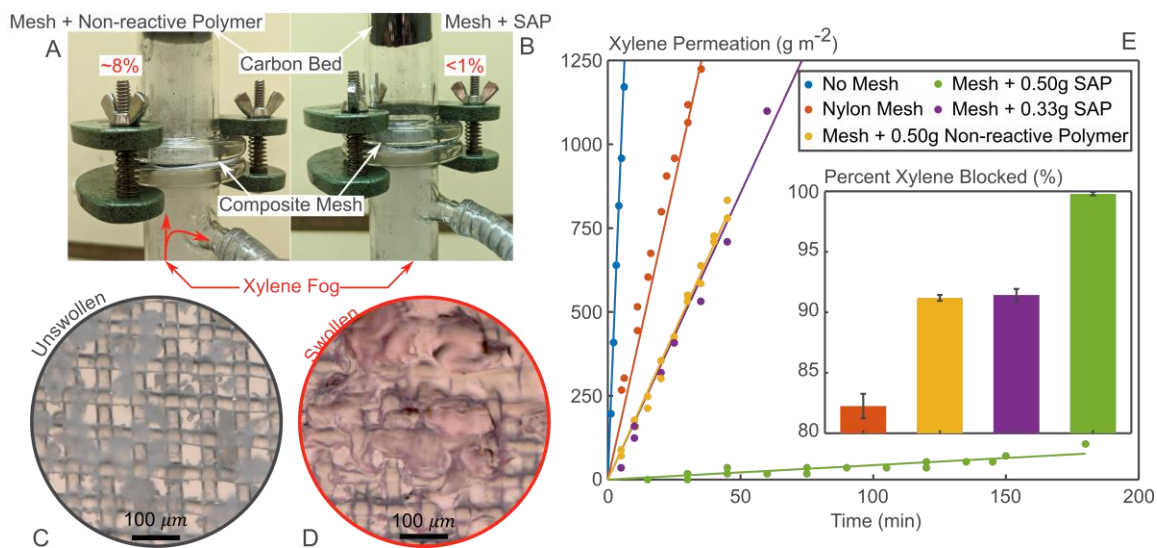 Mesh + Non-reactive Polymer
Mesh + SAP
A
B
Carbon Bed
~8%
<1%
Composite Mesh
Xylene Fog
Unswollen
Swollen
100 μm
100 μm
C
D
Xylene Permeation (g m⁻²)
E
1250
1000
750
500
250
0
No Mesh
Mesh + 0.50g SAP
Nylon Mesh
Mesh + 0.33g SAP
Mesh + 0.50g Non-reactive Polymer
Percent Xylene Blocked (%)
100
95
90
85
80
0
50
100
150
200
Time (min)